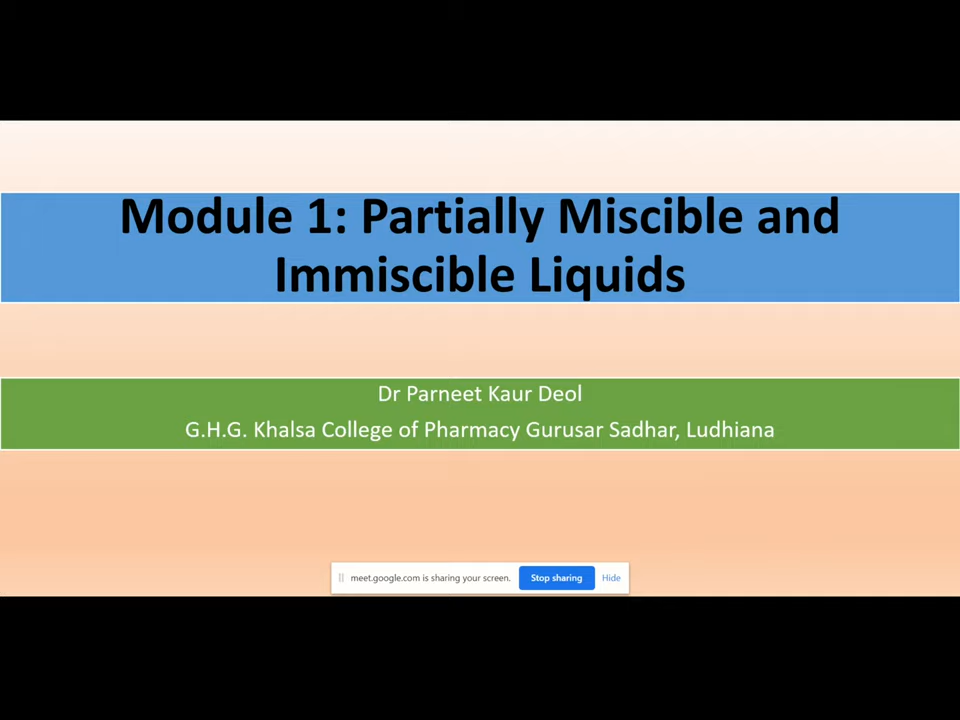 Module 1: Partially Miscible and
Immiscible Liquids
Dr Parneet Kaur Deol
G.H.G. Khalsa College of Pharmacy Gurusar Sadhar, Ludhiana
meet.google.com is sharing your screen. Stop sharing Hide